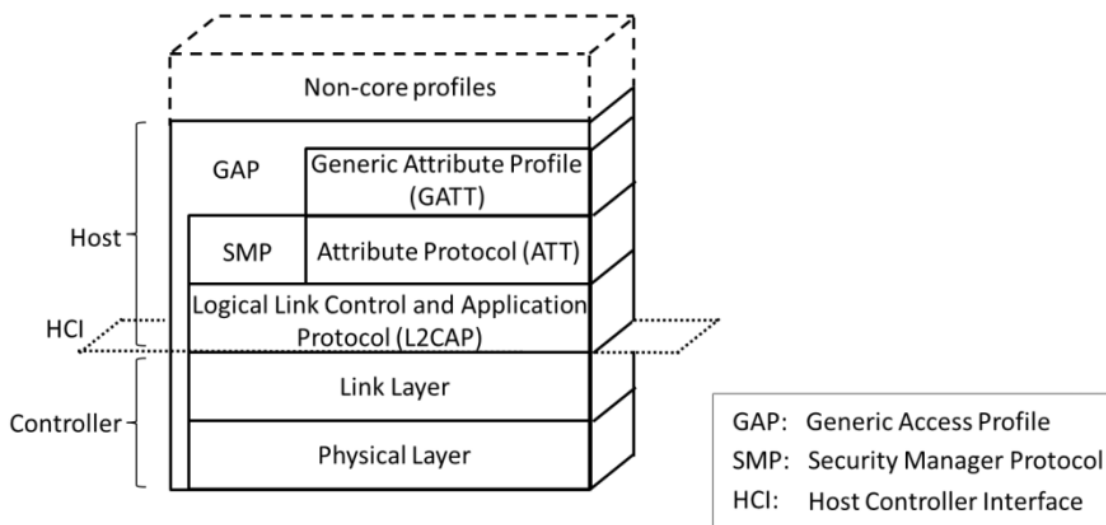 Non-core profiles
GAP
Generic Attribute Profile
(GATT)
Host
SMP
Attribute Protocol (ATT)
Logical Link Control and Application
Protocol (L2CAP)
HCI
Link Layer
Controller
Physical Layer
GAP: Generic Access Profile
SMP: Security Manager Protocol
HCI: Host Controller Interface